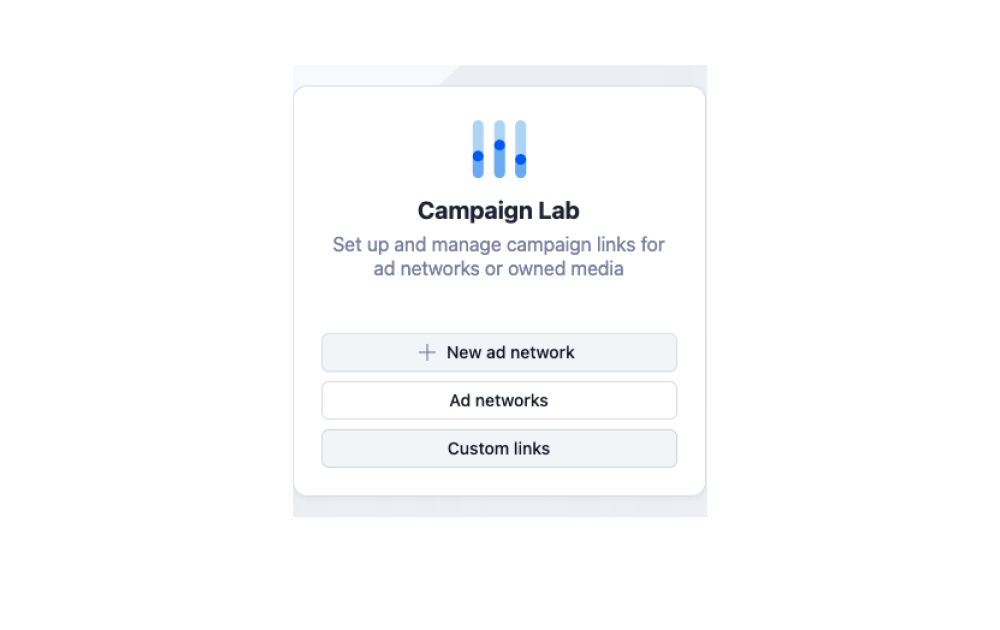 Campaign Lab
Set up and manage campaign links for
ad networks or owned media
New ad network
Ad networks
Custom links